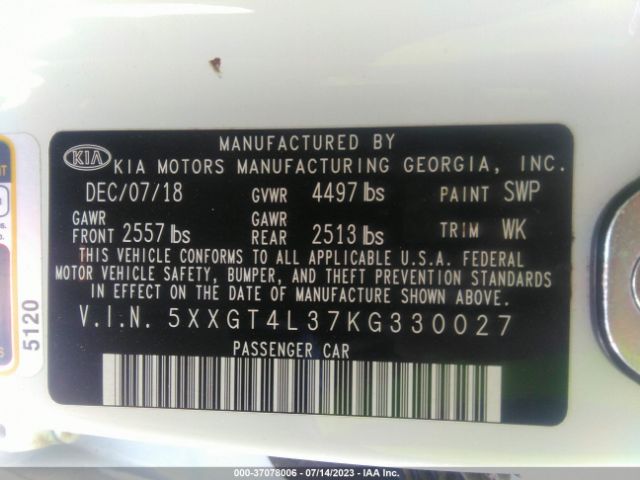 MANUFACTURED BY
KIA KIA MOTORS MANUFACTURING GEORGIA, INC.
DEC/07/18 GVWR 4497 lbs PAINT SWP
GAWR FRONT 2557 lbs GAWR REAR 2513 lbs TRIM WK
THIS VEHICLE CONFORMS TO ALL APPLICABLE U.S.A. FEDERAL
MOTOR VEHICLE SAFETY, BUMPER, AND THEFT PREVENTION STANDARDS
IN EFFECT ON THE DATE OF MANUFACTURE SHOWN ABOVE.
V.I.N. 5XXGT4L37KG330027
PASSENGER CAR
5120
000-37078006 - 07/14/2023 - IAA Inc.